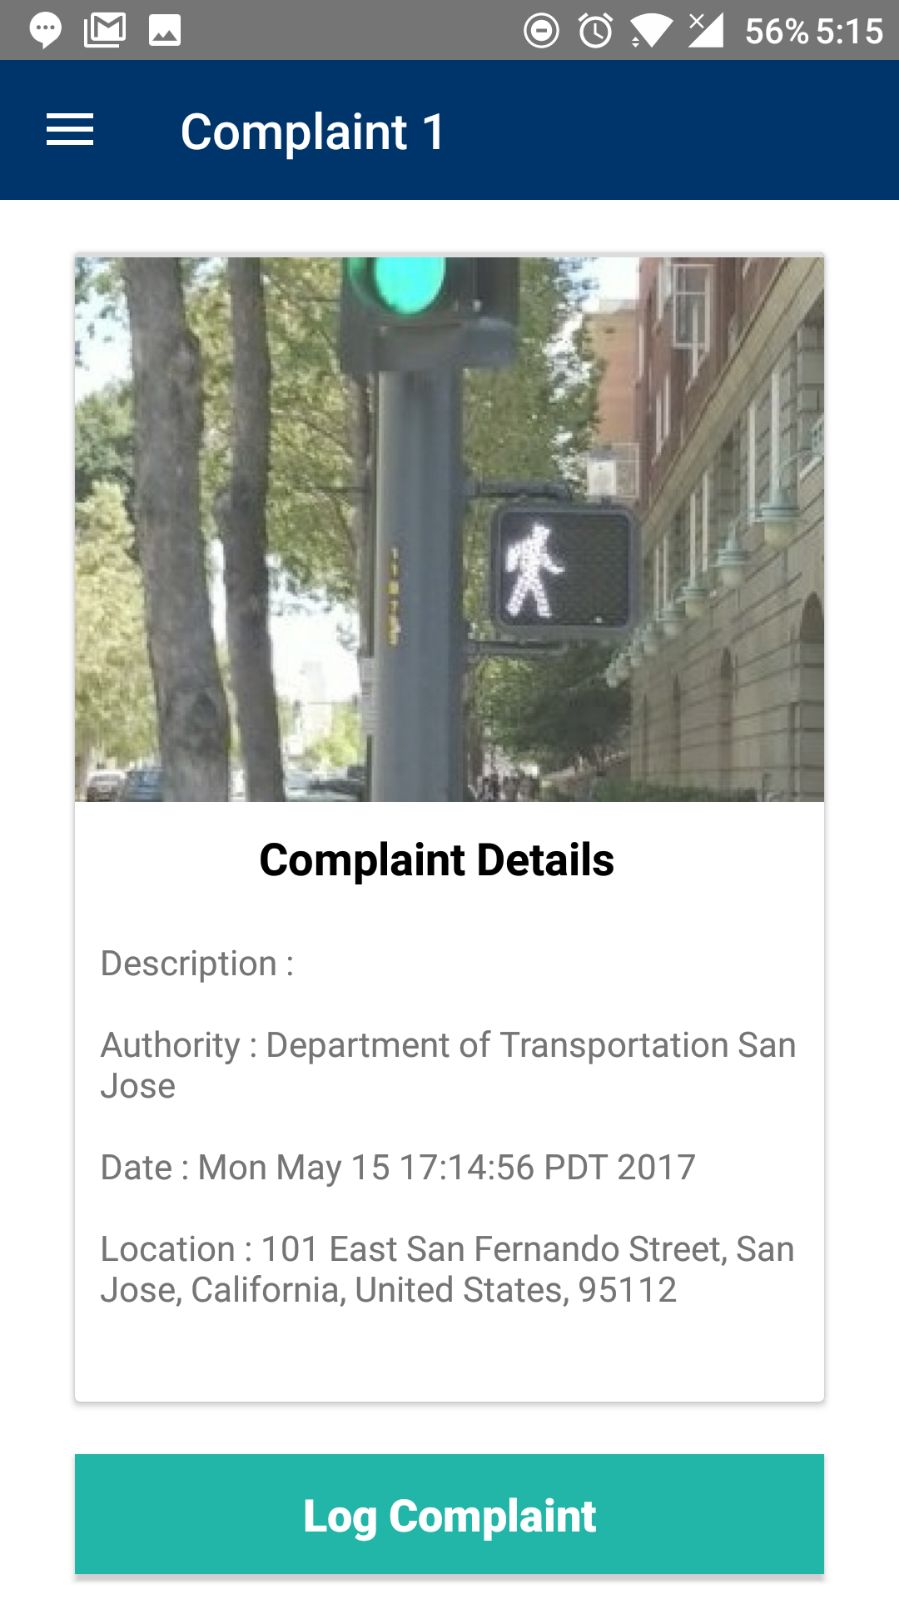 56% 5:15
Complaint 1
Complaint Details
Description :
Authority : Department of Transportation San
Jose
Date : Mon May 15 17:14:56 PDT 2017
Location : 101 East San Fernando Street, San
Jose, California, United States, 95112
Log Complaint